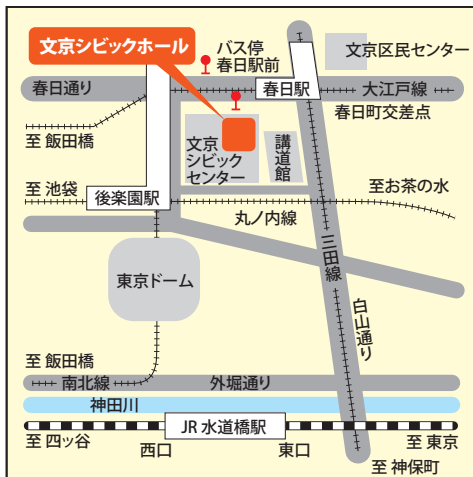 文京シビックホール
バス停
春日駅前
文京区民センター
春日通り
春日駅
大江戸線
春日町交差点
至 飯田橋
文京
シビック
センター
講道館
至 池袋
後楽園駅
至お茶の水
丸ノ内線
三田線
東京ドーム
白山通り
至 飯田橋
南北線
外堀通り
神田川
JR 水道橋駅
至 四ッ谷
西口
東口
至 東京
至 神保町